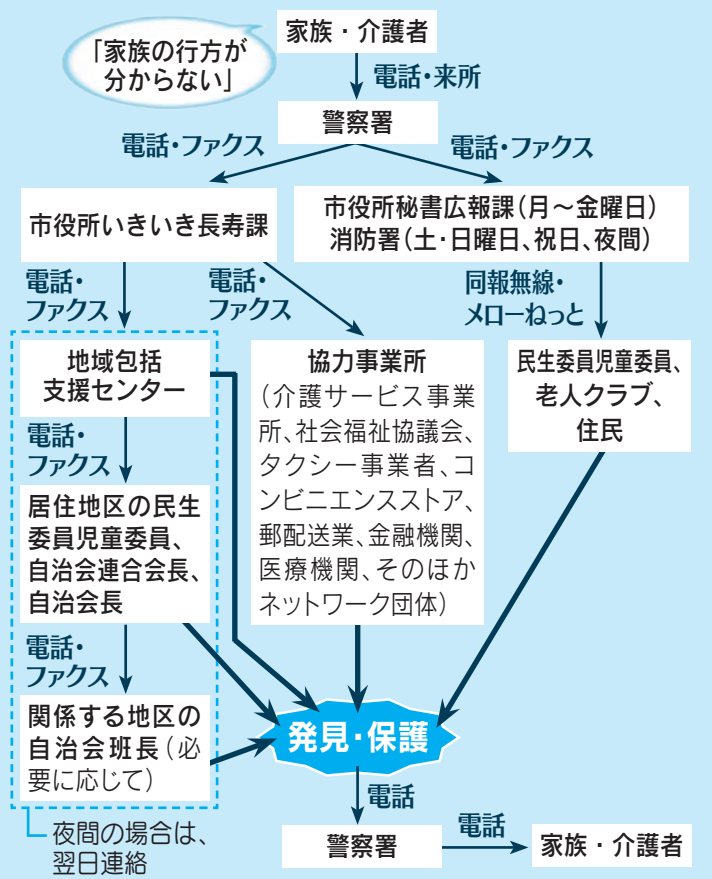 「家族の行方が
分からない」
家族・介護者
電話・来所
警察署
電話・ファクス
電話・ファクス
市役所いきいき長寿課
市役所秘書広報課(月〜金曜日)
消防署(土・日曜日、祝日、夜間)
電話・
ファクス
電話・
ファクス
同報無線・
メローねっと
地域包括
支援センター
協力事業所
(介護サービス事業
所、社会福祉協議会、
タクシー事業者、コ
ンビニエンスストア、
郵配送業、金融機関、
医療機関、そのほか
ネットワーク団体)
民生委員児童委員、
老人クラブ、
住民
電話・
ファクス
居住地区の民生
委員児童委員、
自治会連合会長、
自治会長
電話・
ファクス
関係する地区の
自治会班長(必
要に応じて)
発見・保護
夜間の場合は、
翌日連絡
電話
警察署
電話
家族・介護者